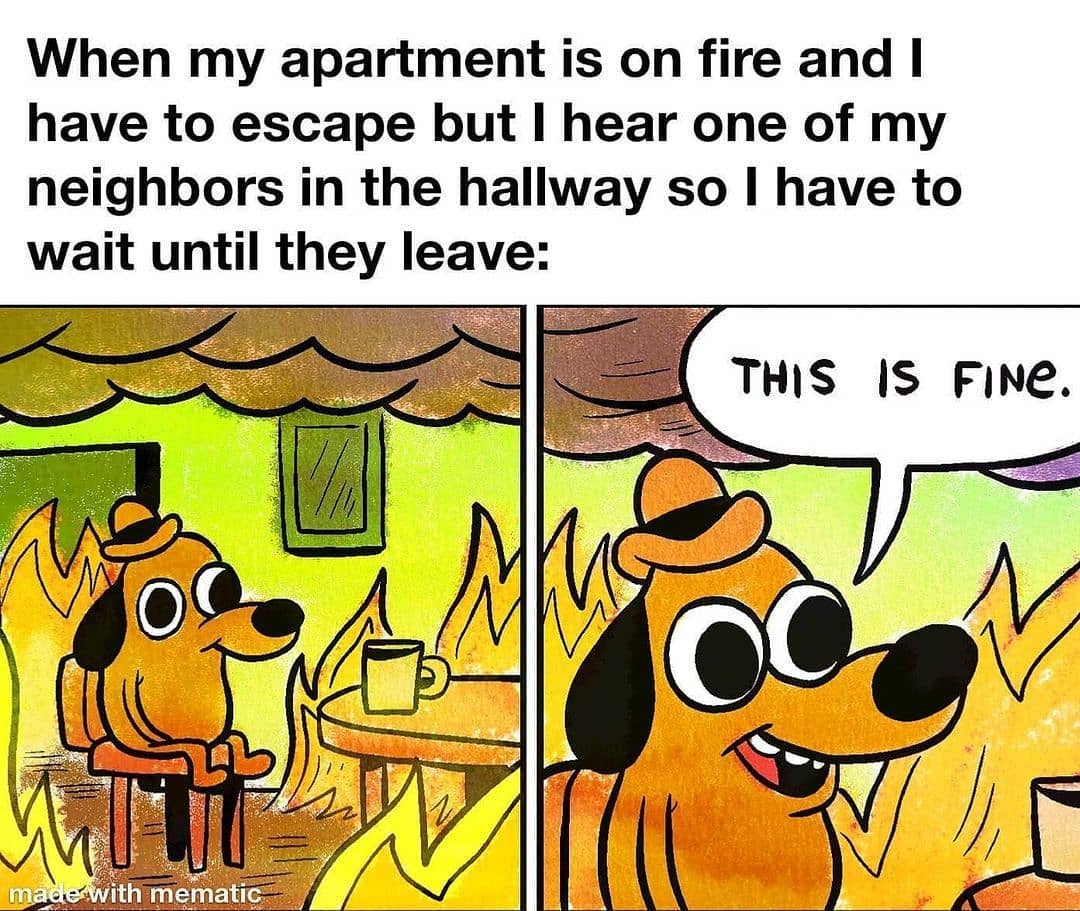 When my apartment is on fire and I
have to escape but I hear one of my
neighbors in the hallway so I have to
wait until they leave:
THIS IS FINe.
made with mematic